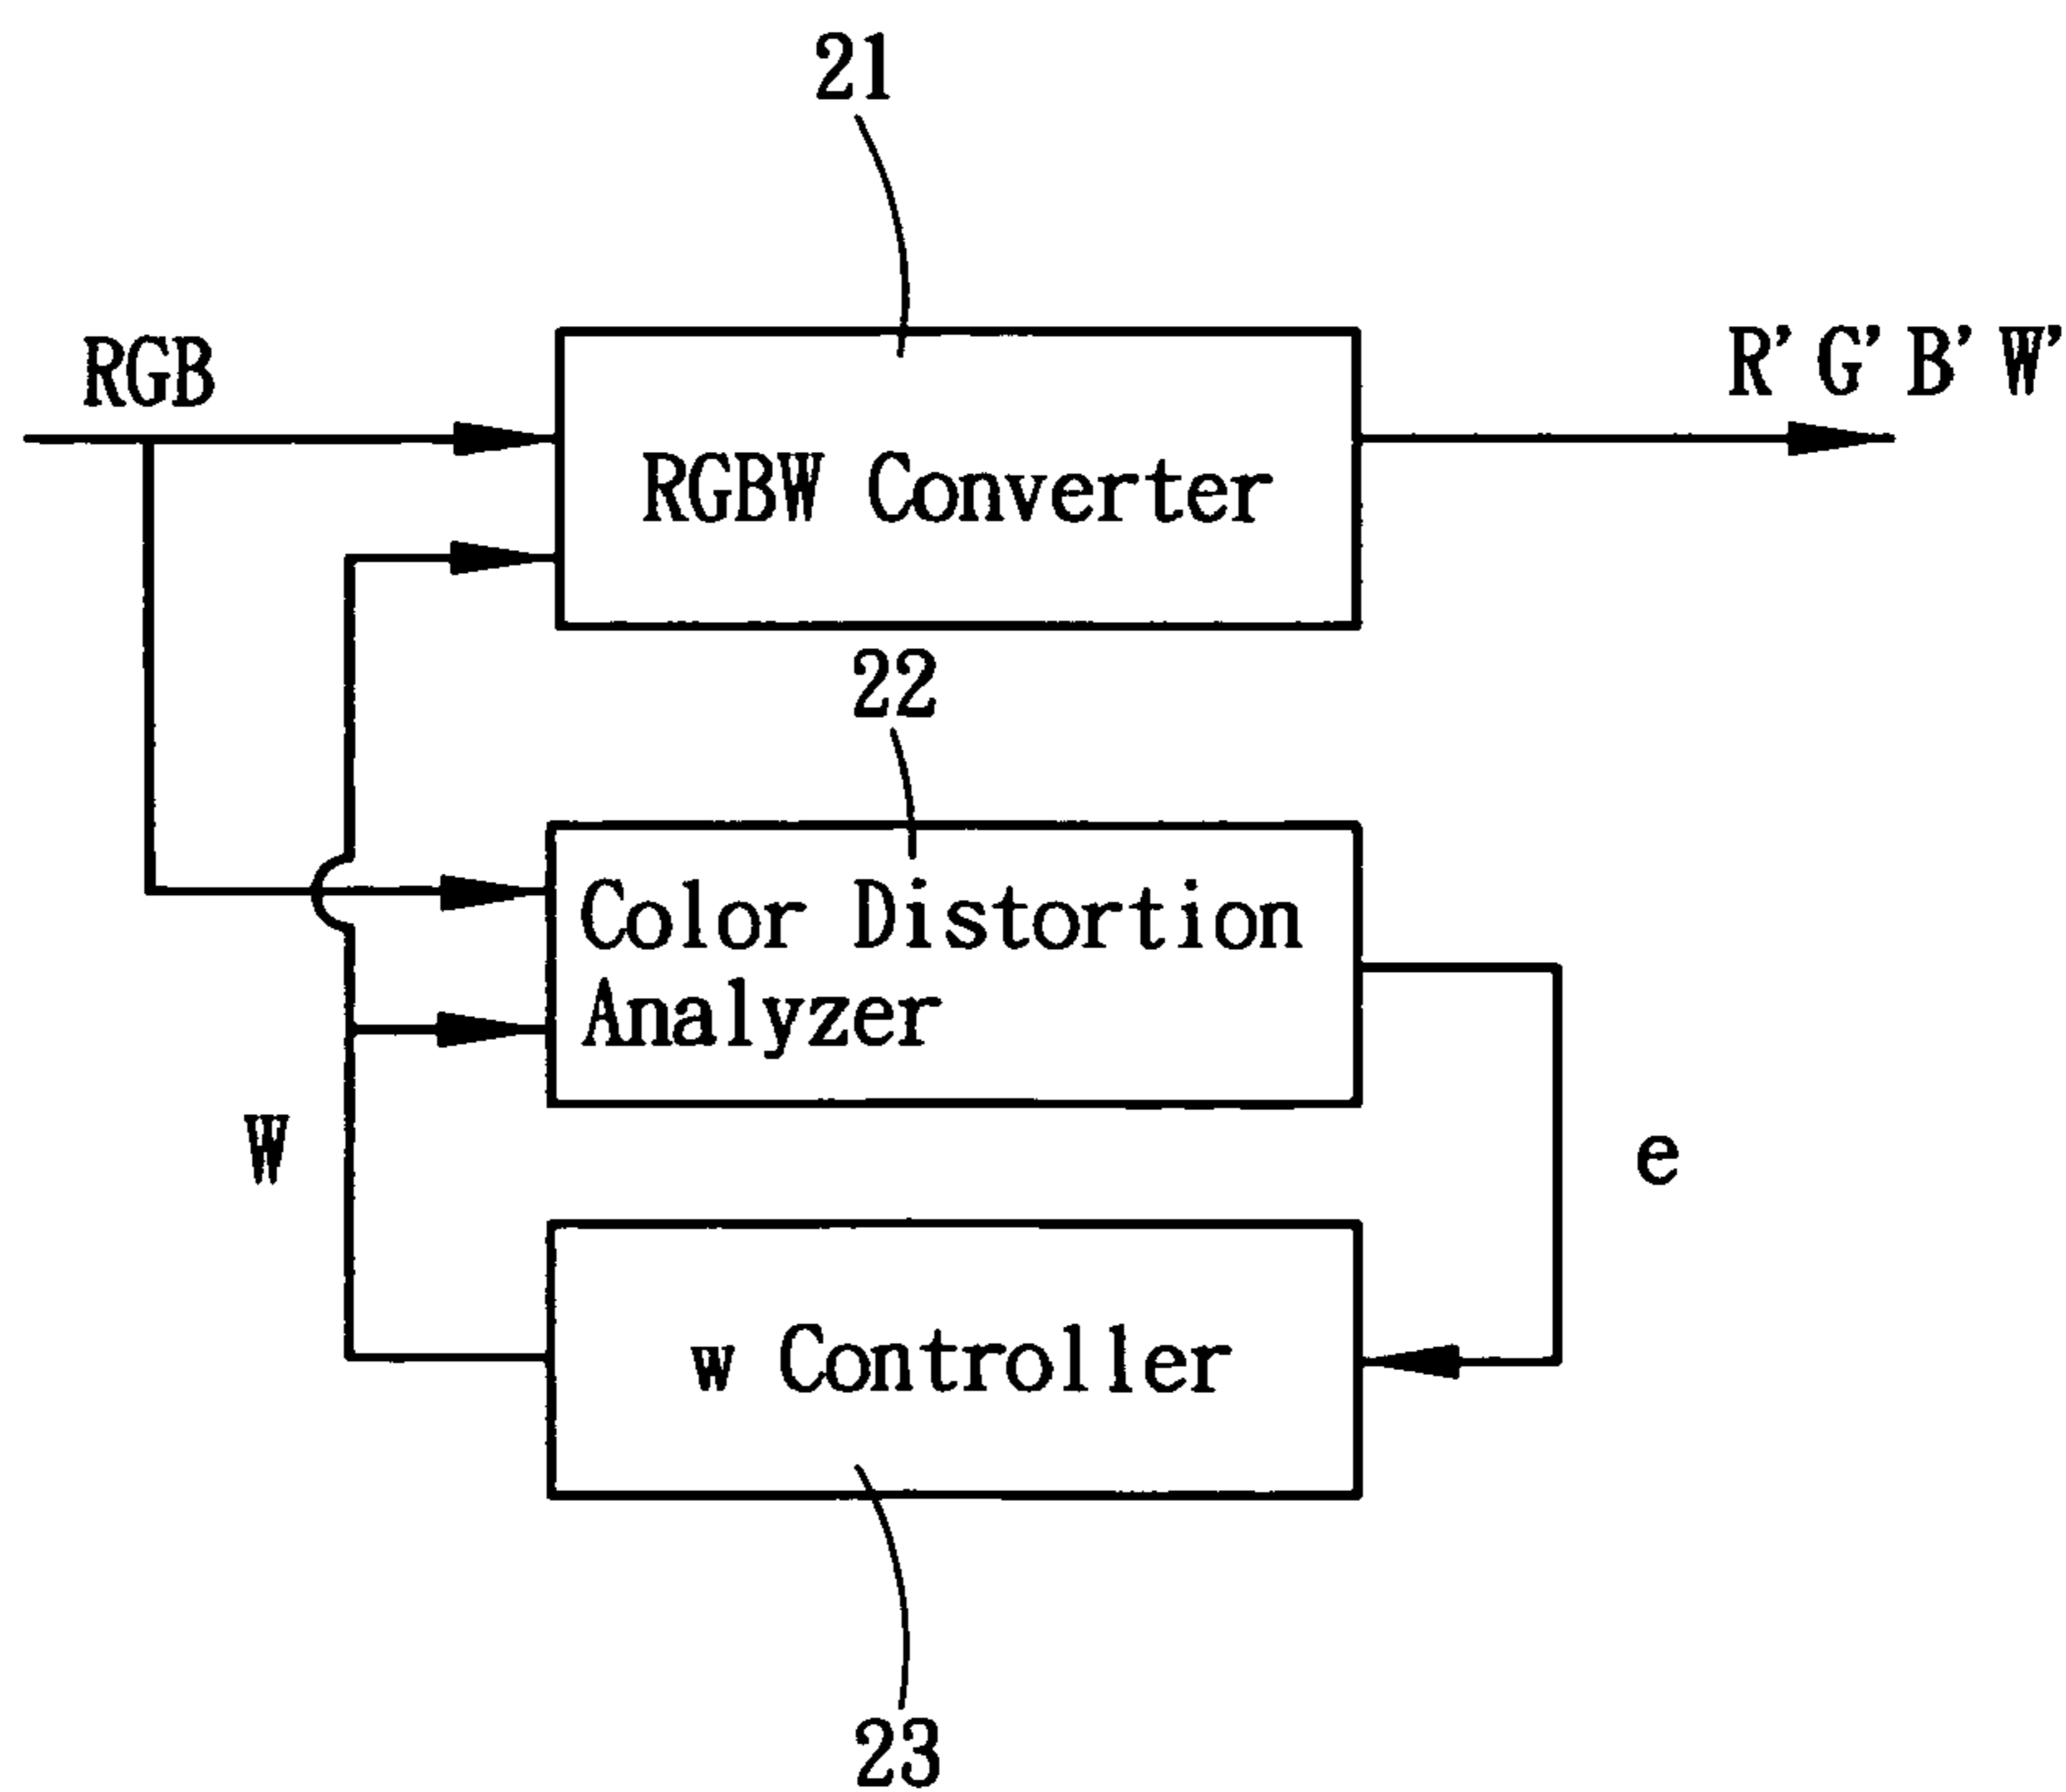 21
RGB
R' G' B' W'
RGBW Converter
22
Color Distortion
Analyzer
W
e
w Controller
23